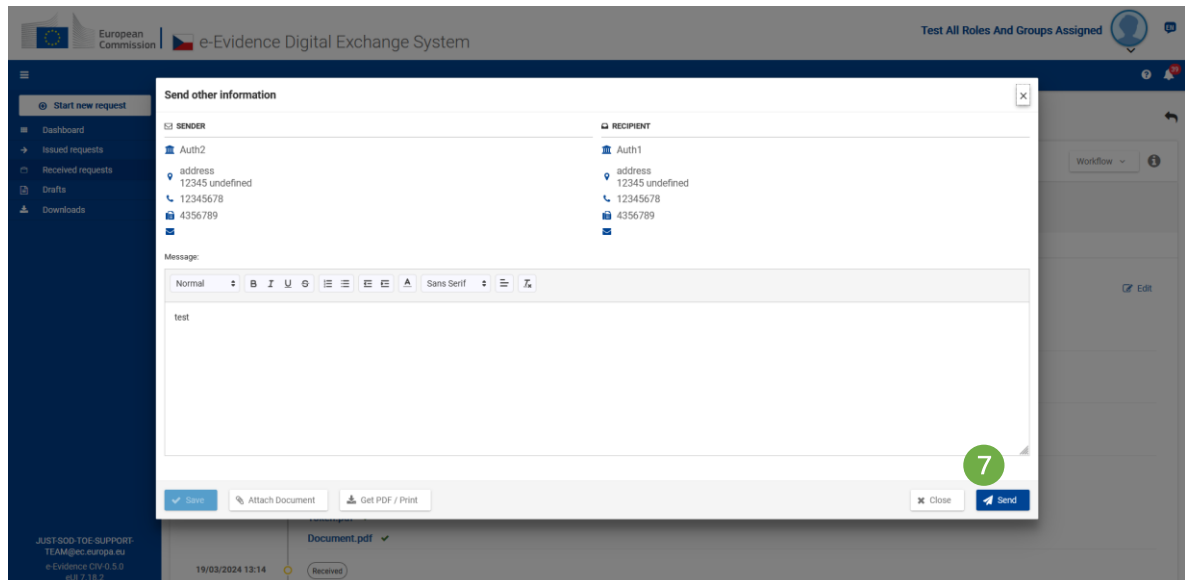 European
Commission
e-Evidence Digital Exchange System
Test All Roles And Groups Assigned
Start new request
Dashboard
Issued requests
Received requests
Drafts
Downloads
JUST-SOD-TOE-SUPPORT-
TEAM@ec.europa.eu
e-Evidence CIV-0.5.0
eUI 7.18.2
Workflow
Edit
Send other information
SENDER
Auth2
address
12345 undefined
12345678
4356789
RECIPIENT
Auth1
address
12345 undefined
12345678
4356789
Message:
Normal B I U S A Sans Serif
test
7
Save Attach Document Get PDF / Print Close Send
Document.pdf
19/03/2024 13:14 Received